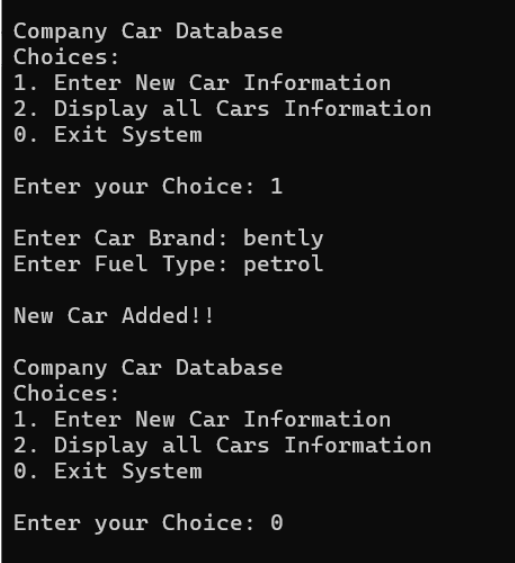 Company Car Database
Choices:
1. Enter New Car Information
2. Display all Cars Information
0. Exit System
Enter your Choice: 1
Enter Car Brand: bently
Enter Fuel Type: petrol
New Car Added!!
Company Car Database
Choices:
1. Enter New Car Information
2. Display all Cars Information
0. Exit System
Enter your Choice: 0